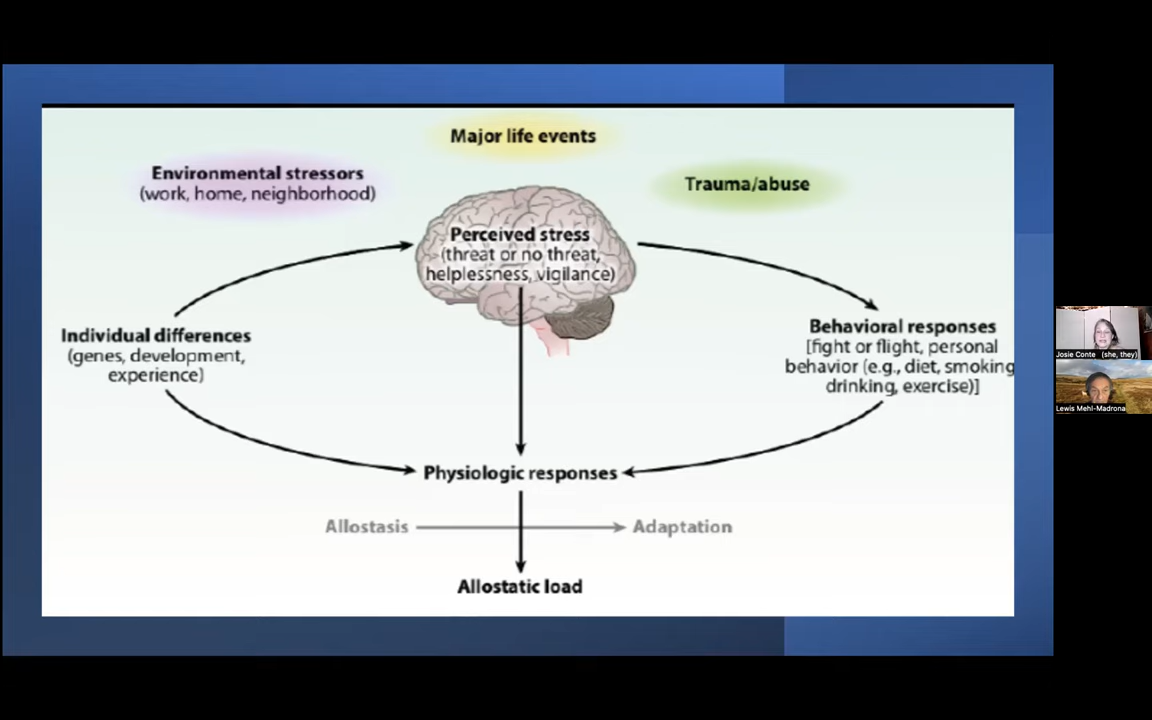 Major life events
Environmental stressors
(work, home, neighborhood)
Trauma/abuse
Perceived stress
(threat or no threat,
helplessness, vigilance)
Individual differences
(genes, development,
experience)
Behavioral responses
[fight or flight, personal
behavior (e.g., diet, smoking
drinking, exercise)]
Physiologic responses
Allostasis
Adaptation
Allostatic load
Josie Conte (she, they)
Lewis Mehl-Madrona